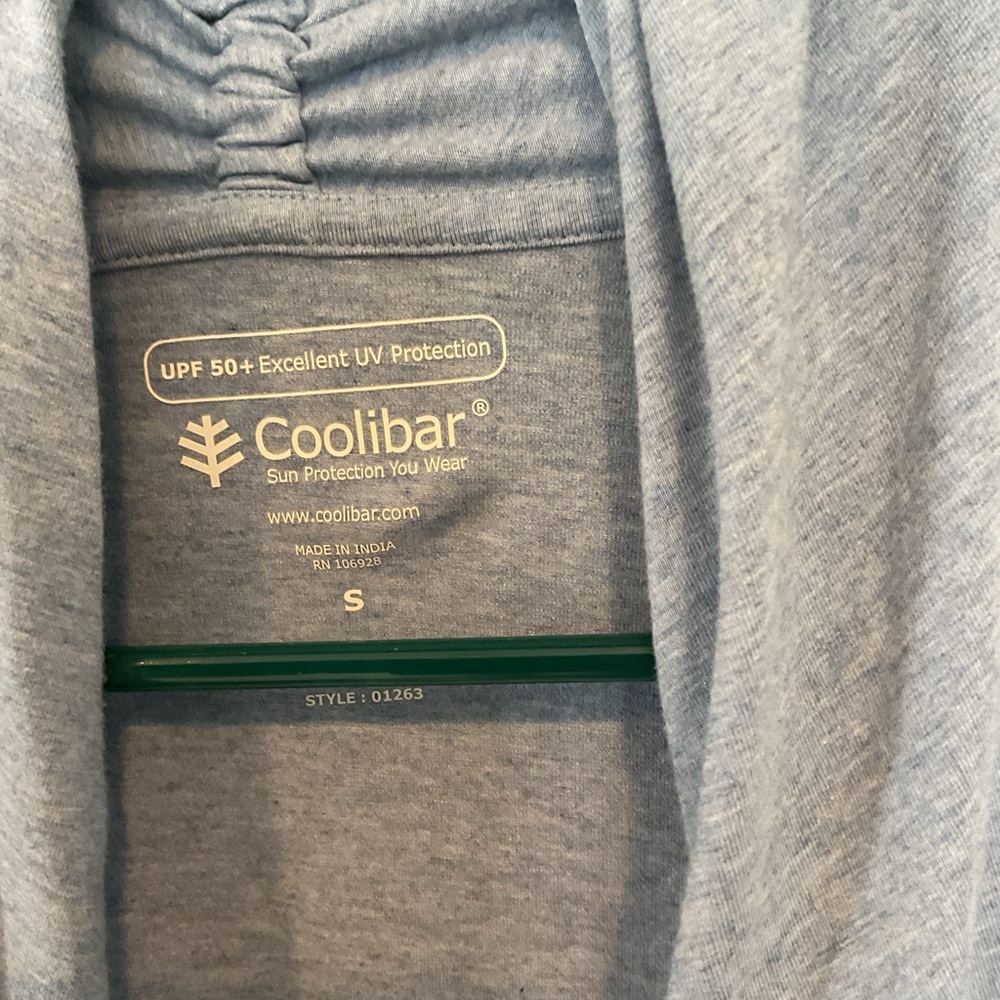 UPF 50+ Excellent UV Protection
Coolibar®
Sun Protection You Wear
www.coolibar.com
MADE IN INDIA
RN 106928
S
STYLE : 01263